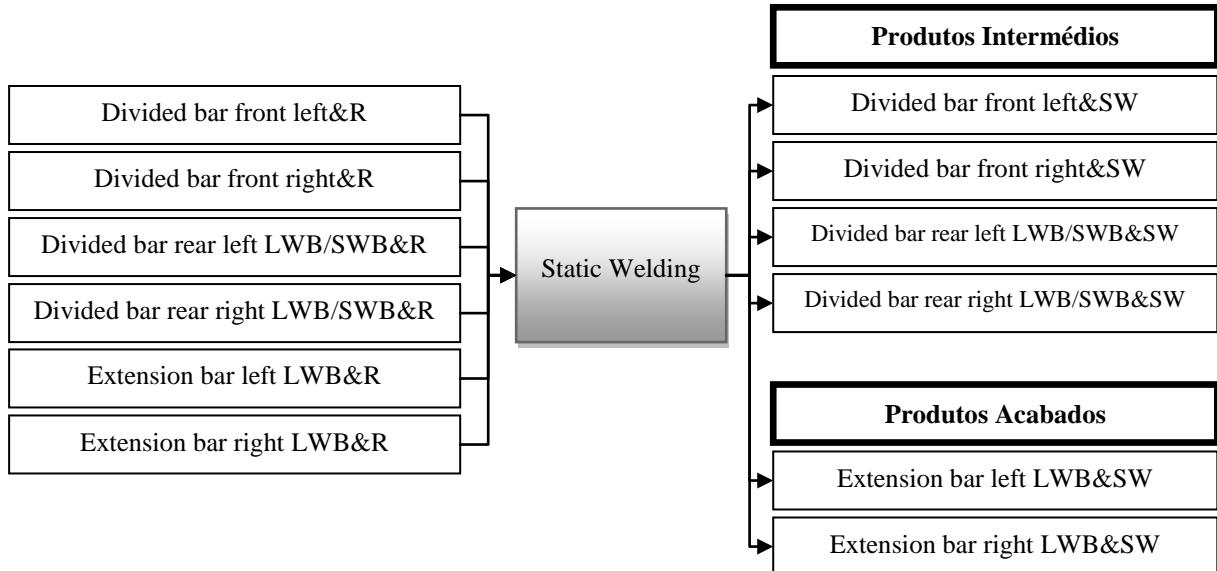 Divided bar front left&R
Divided bar front right&R
Divided bar rear left LWB/SWB&R
Divided bar rear right LWB/SWB&R
Extension bar left LWB&R
Extension bar right LWB&R
Static Welding
Produtos Intermédios
Divided bar front left&SW
Divided bar front right&SW
Divided bar rear left LWB/SWB&SW
Divided bar rear right LWB/SWB&SW
Produtos Acabados
Extension bar left LWB&SW
Extension bar right LWB&SW